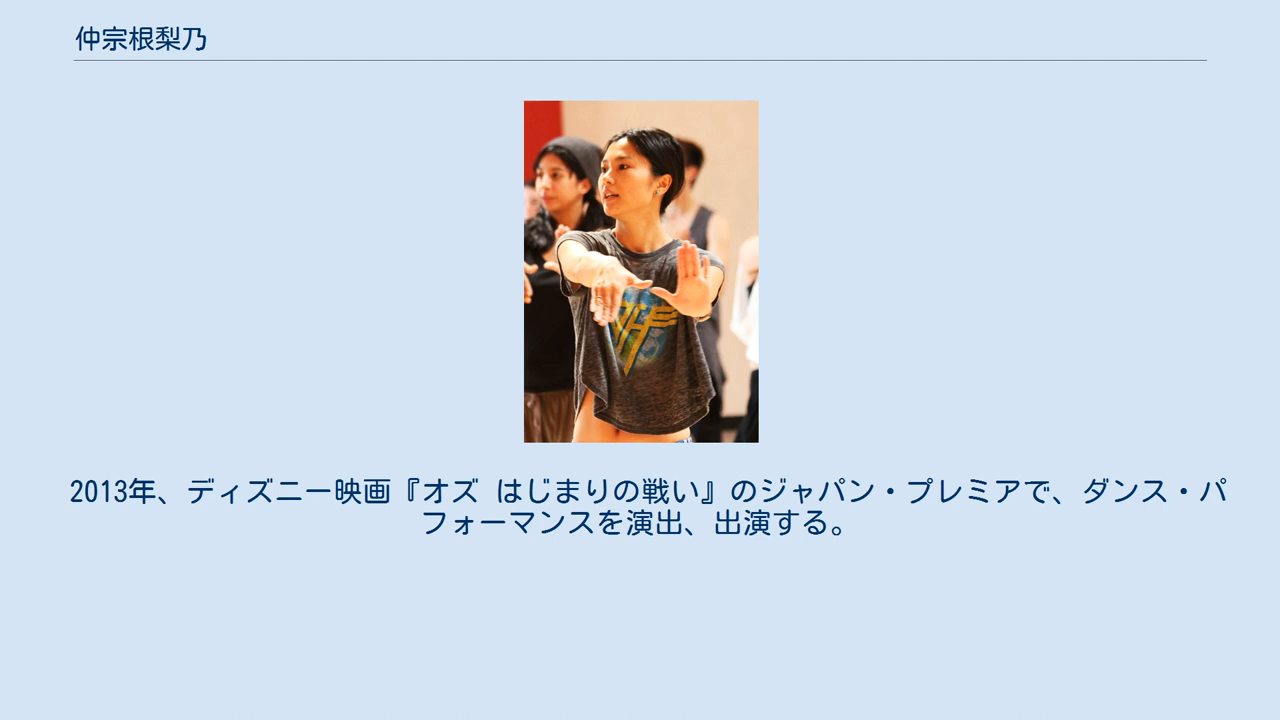 仲宗根梨乃
2013年、ディズニー映画『オズ はじまりの戦い』のジャパン・プレミアで、ダンス・パ
フォーマンスを演出、出演する。